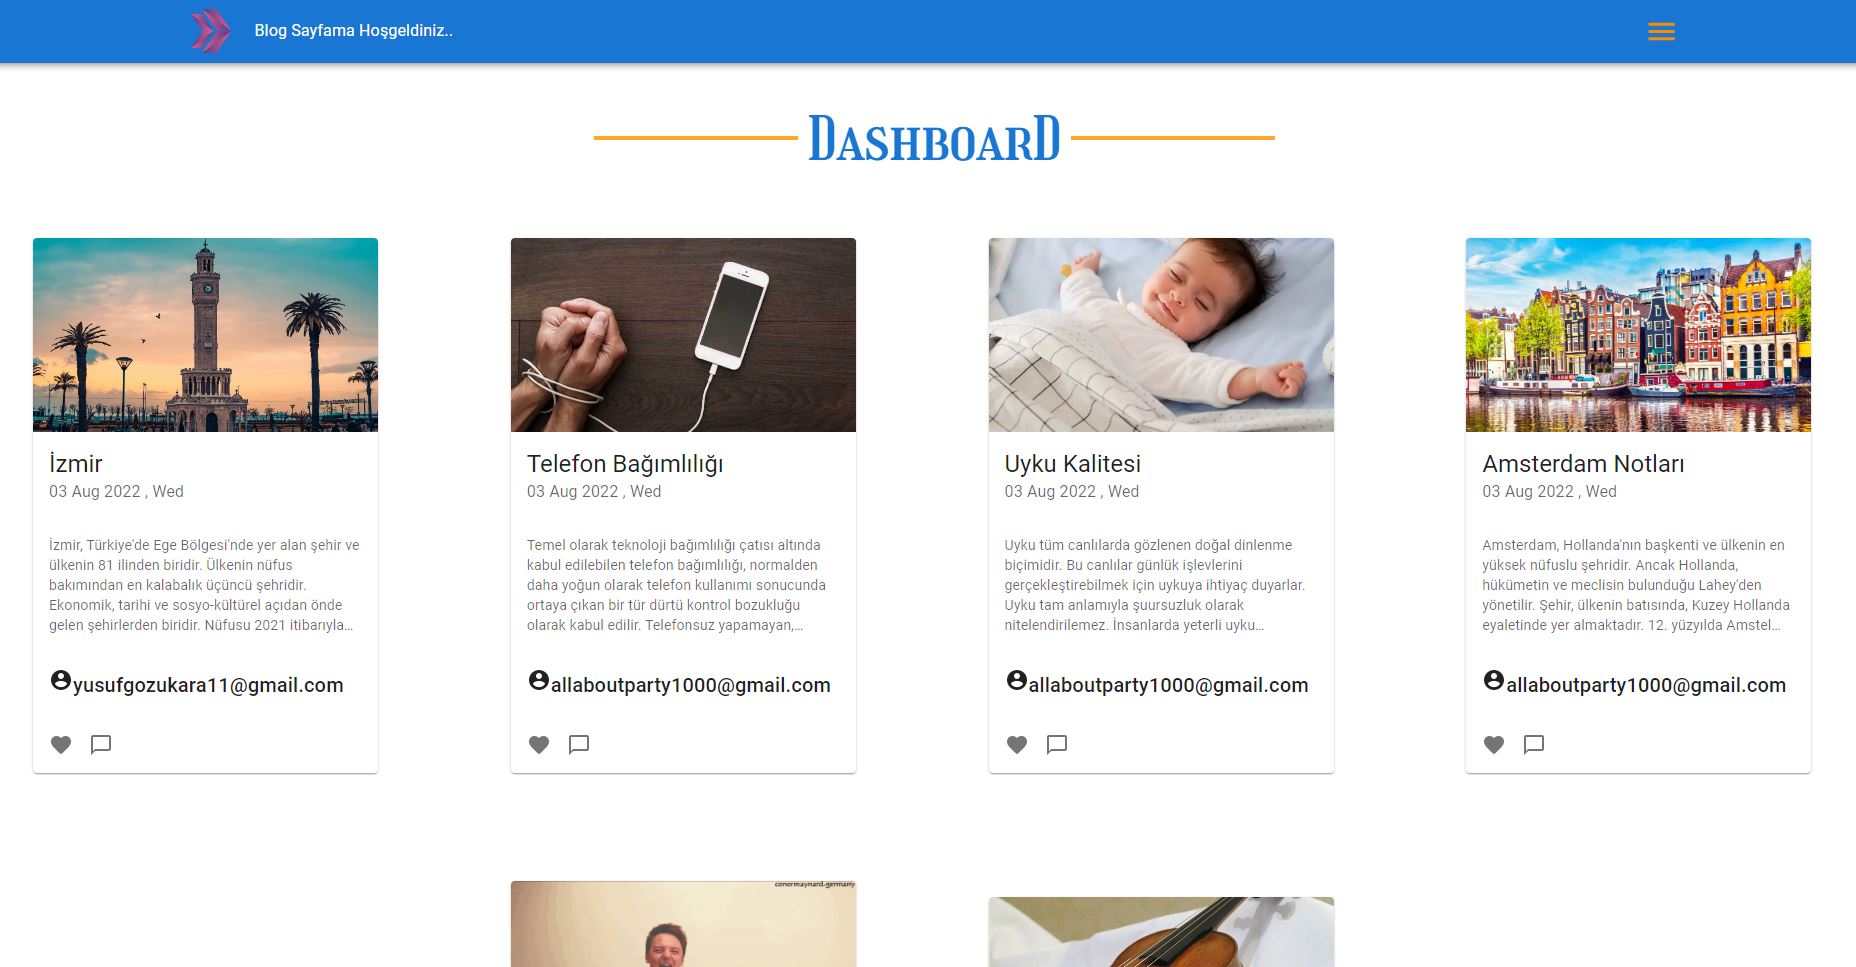 Blog Sayfama Hoşgeldiniz..
DASHBOARD
İzmir
03 Aug 2022 , Wed
İzmir, Türkiye'de Ege Bölgesi'nde yer alan şehir ve
ülkenin 81 ilinden biridir. Ülkenin nüfus
bakımından en kalabalık üçüncü şehridir.
Ekonomik, tarihi ve sosyo-kültürel açıdan önde
gelen şehirlerden biridir. Nüfusu 2021 itibarıyla…
yusufgozukara11@gmail.com
Telefon Bağımlılığı
03 Aug 2022 , Wed
Temel olarak teknoloji bağımlılığı çatısı altında
kabul edilebilen telefon bağımlılığı, normalden
daha yoğun olarak telefon kullanımı sonucunda
ortaya çıkan bir tür dürtü kontrol bozukluğu
olarak kabul edilir. Telefonsuz yapamayan,…
allaboutparty1000@gmail.com
Uyku Kalitesi
03 Aug 2022 , Wed
Uyku tüm canlılarda gözlenen doğal dinlenme
biçimidir. Bu canlılar günlük işlevlerini
gerçekleştirebilmek için uykuya ihtiyaç duyarlar.
Uyku tam anlamıyla şuursuzluk olarak
nitelendirilemez. İnsanlarda yeterli uyku…
allaboutparty1000@gmail.com
Amsterdam Notları
03 Aug 2022 , Wed
Amsterdam, Hollanda'nın başkenti ve ülkenin en
yüksek nüfuslu şehridir. Ancak Hollanda,
hükümetin ve meclisin bulunduğu Lahey'den
yönetilir. Şehir, ülkenin batısında, Kuzey Hollanda
eyaletinde yer almaktadır. 12. yüzyılda Amstel…
allaboutparty1000@gmail.com
conormaynard-germany